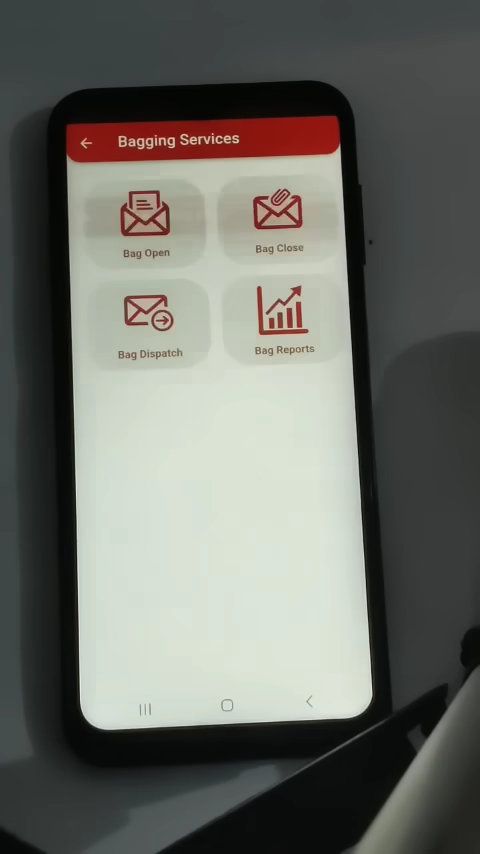 Bagging Services
Bag Open
Bag Close
Bag Dispatch
Bag Reports